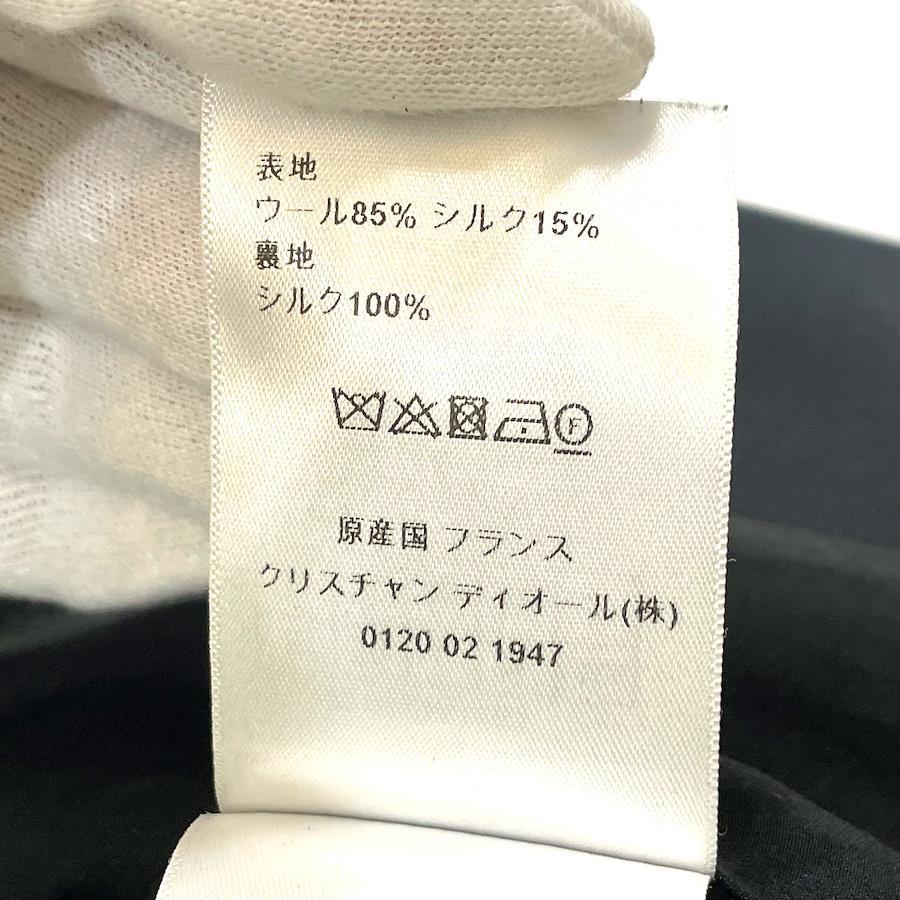 表地
ウール85% シルク15%
裏地
シルク100%
F
原産国 フランス
クリスチャン ディオール(株)
0120 02 1947